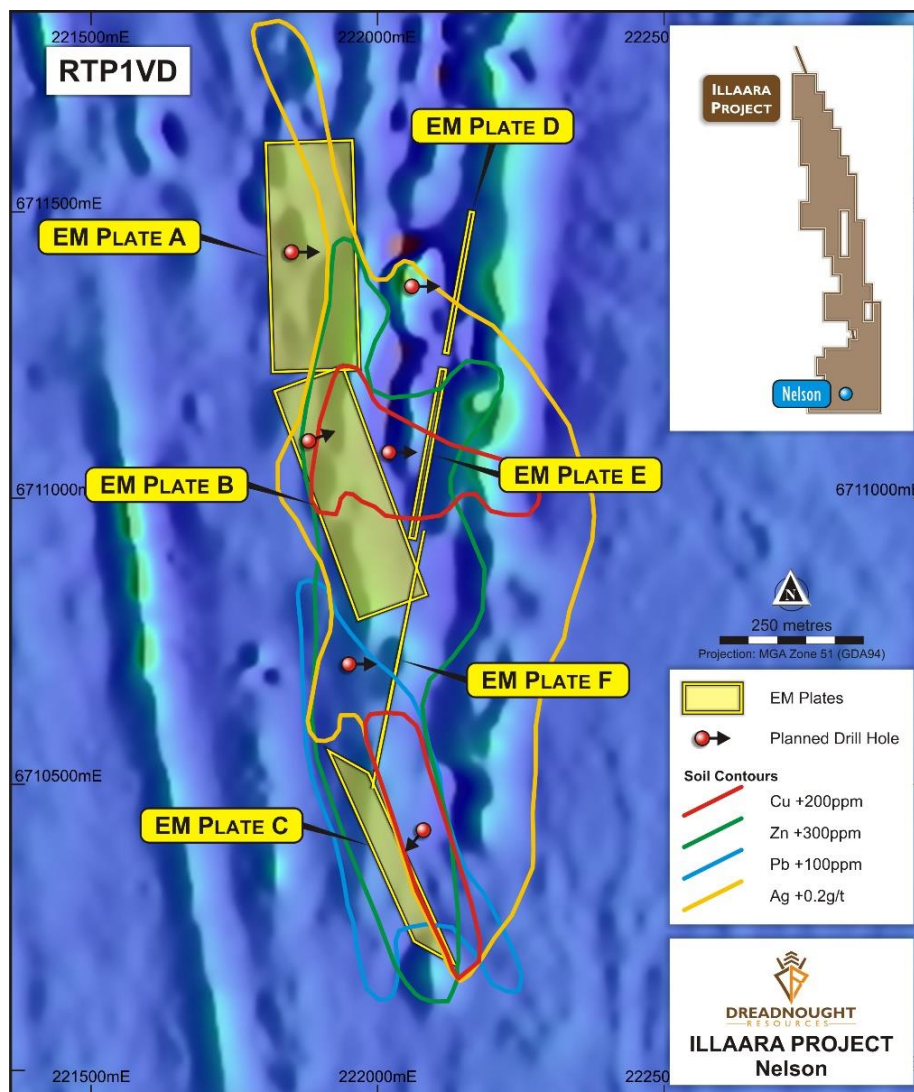 221500mE
222000mE
22250
RTP1VD
ILLAARA
PROJECT
Nelson
EM PLATE D
6711500mE
EM PLATE A
EM PLATE E
EM PLATE B
6711000m
6711000mE
N
250 metres
Projection: MGA Zone 51 (GDA94)
EM PLATE F
EM Plates
Planned Drill Hole
Soil Contours
Cu +200ppm
Zn +300ppm
Pb +100ppm
Ag +0.2g/t
6710500mE
EM PLATE C
DREADNOUGHT
RESOURCES
ILLAARA PROJECT
Nelson
221500mE
222000mE
22250